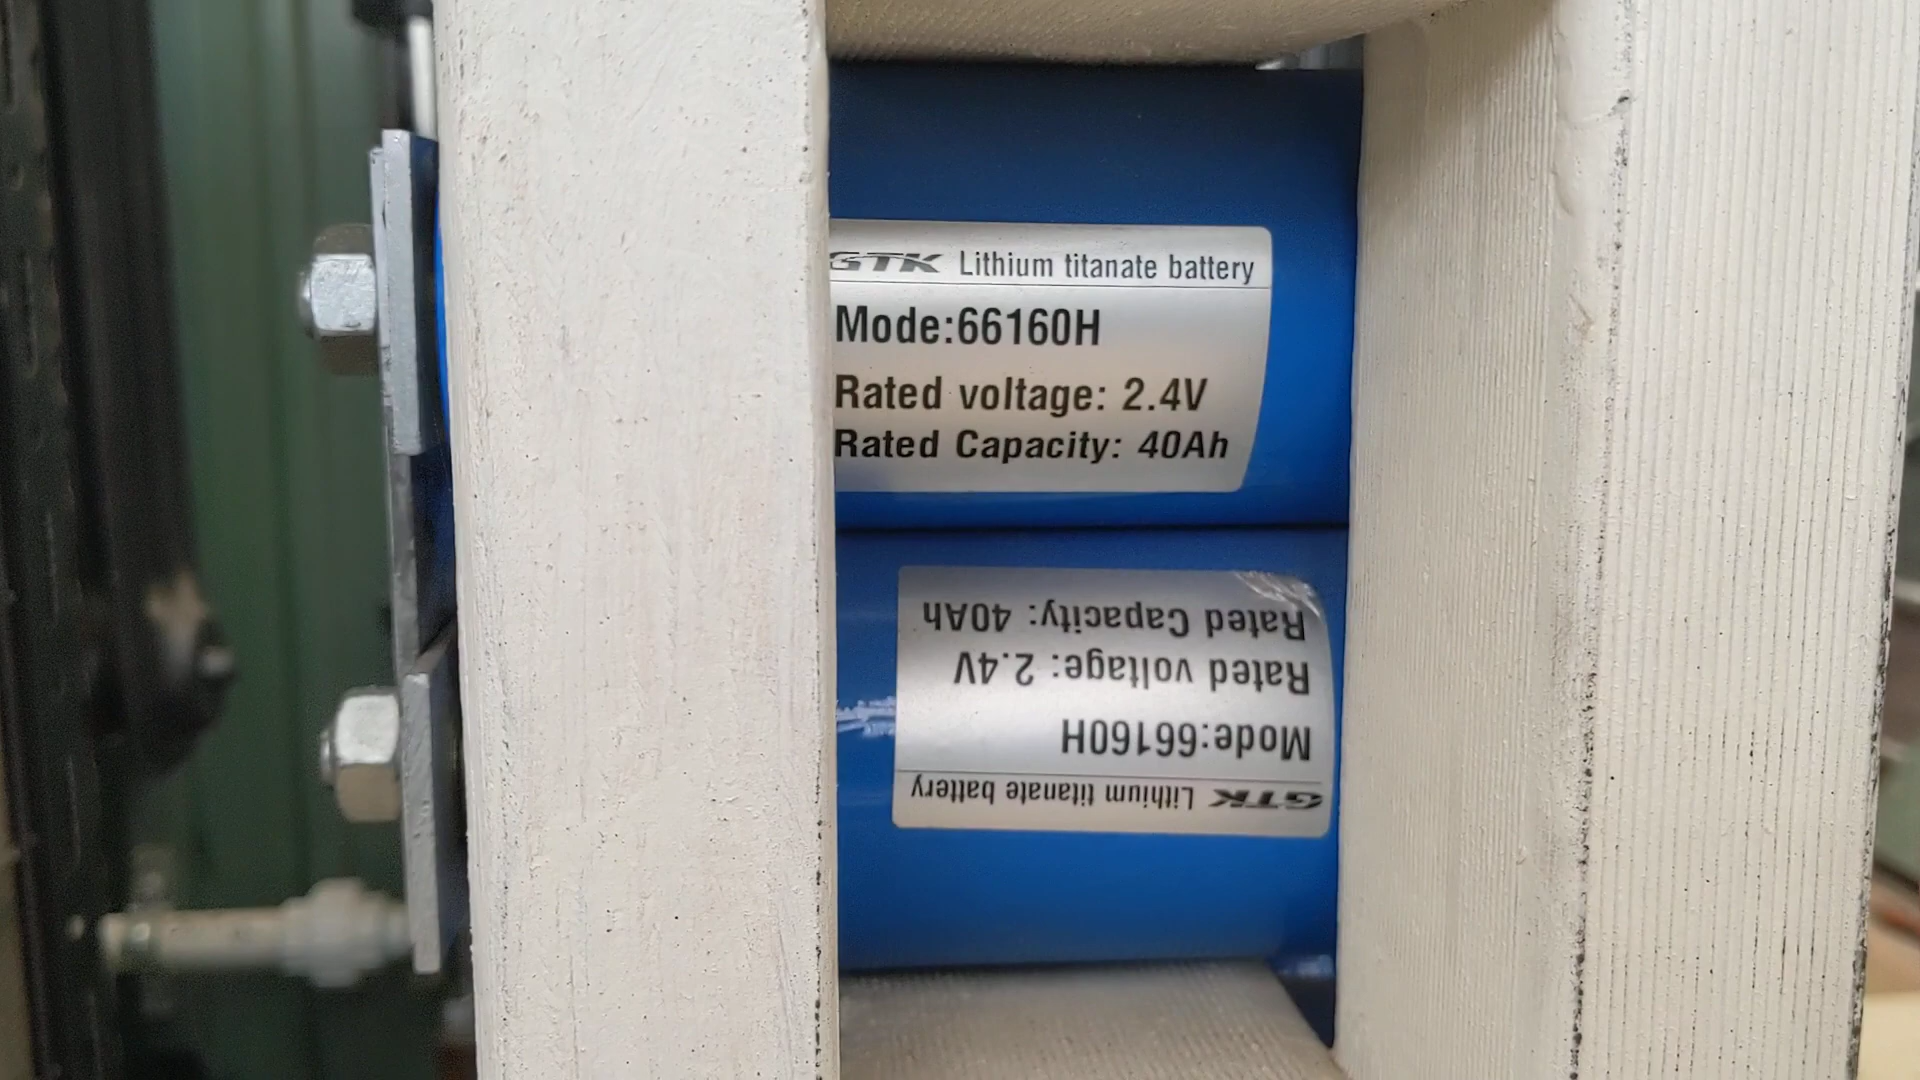 GTK Lithium titanate battery
Mode:66160H
Rated voltage: 2.4V
Rated Capacity: 40Ah
GTK Lithium titanate battery
Mode:66160H
Rated voltage: 2.4V
Rated Capacity: 40Ah